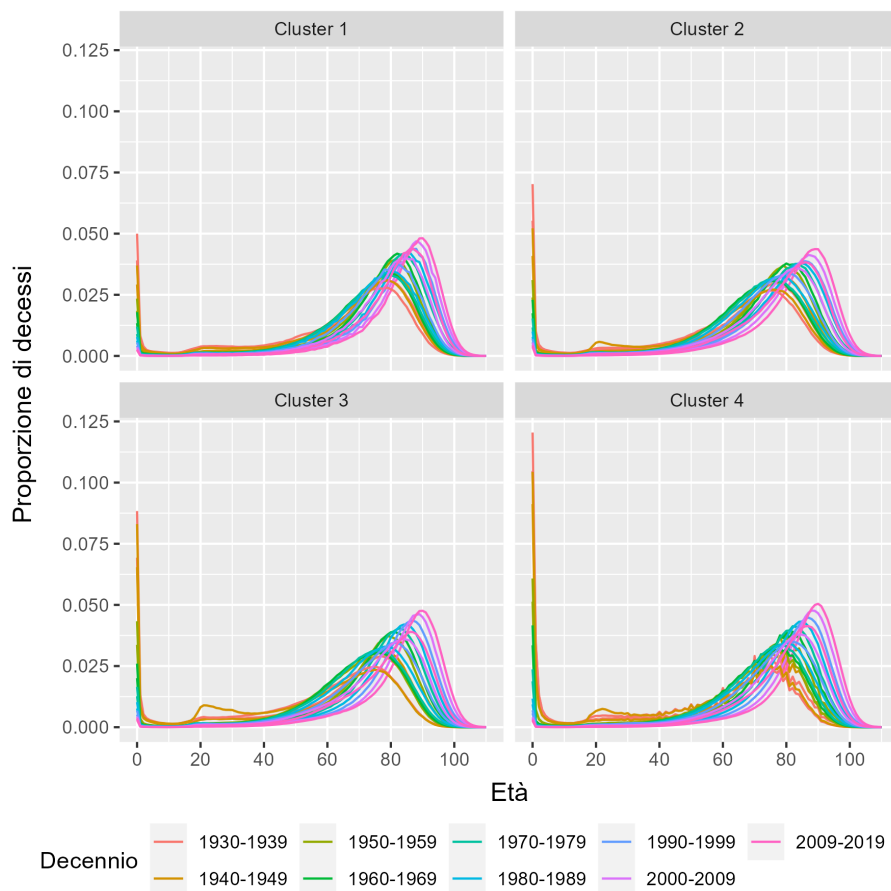 Cluster 1
Cluster 2
0.125
0.100
0.075
0.050
0.025
0.000
Cluster 3
Cluster 4
0.125
0.100
0.075
0.050
0.025
0.000
Proporzione di decessi
0 20 40 60 80 100
0 20 40 60 80 100
Età
Decennio
1930-1939 1950-1959 1970-1979 1990-1999 2009-2019
1940-1949 1960-1969 1980-1989 2000-2009